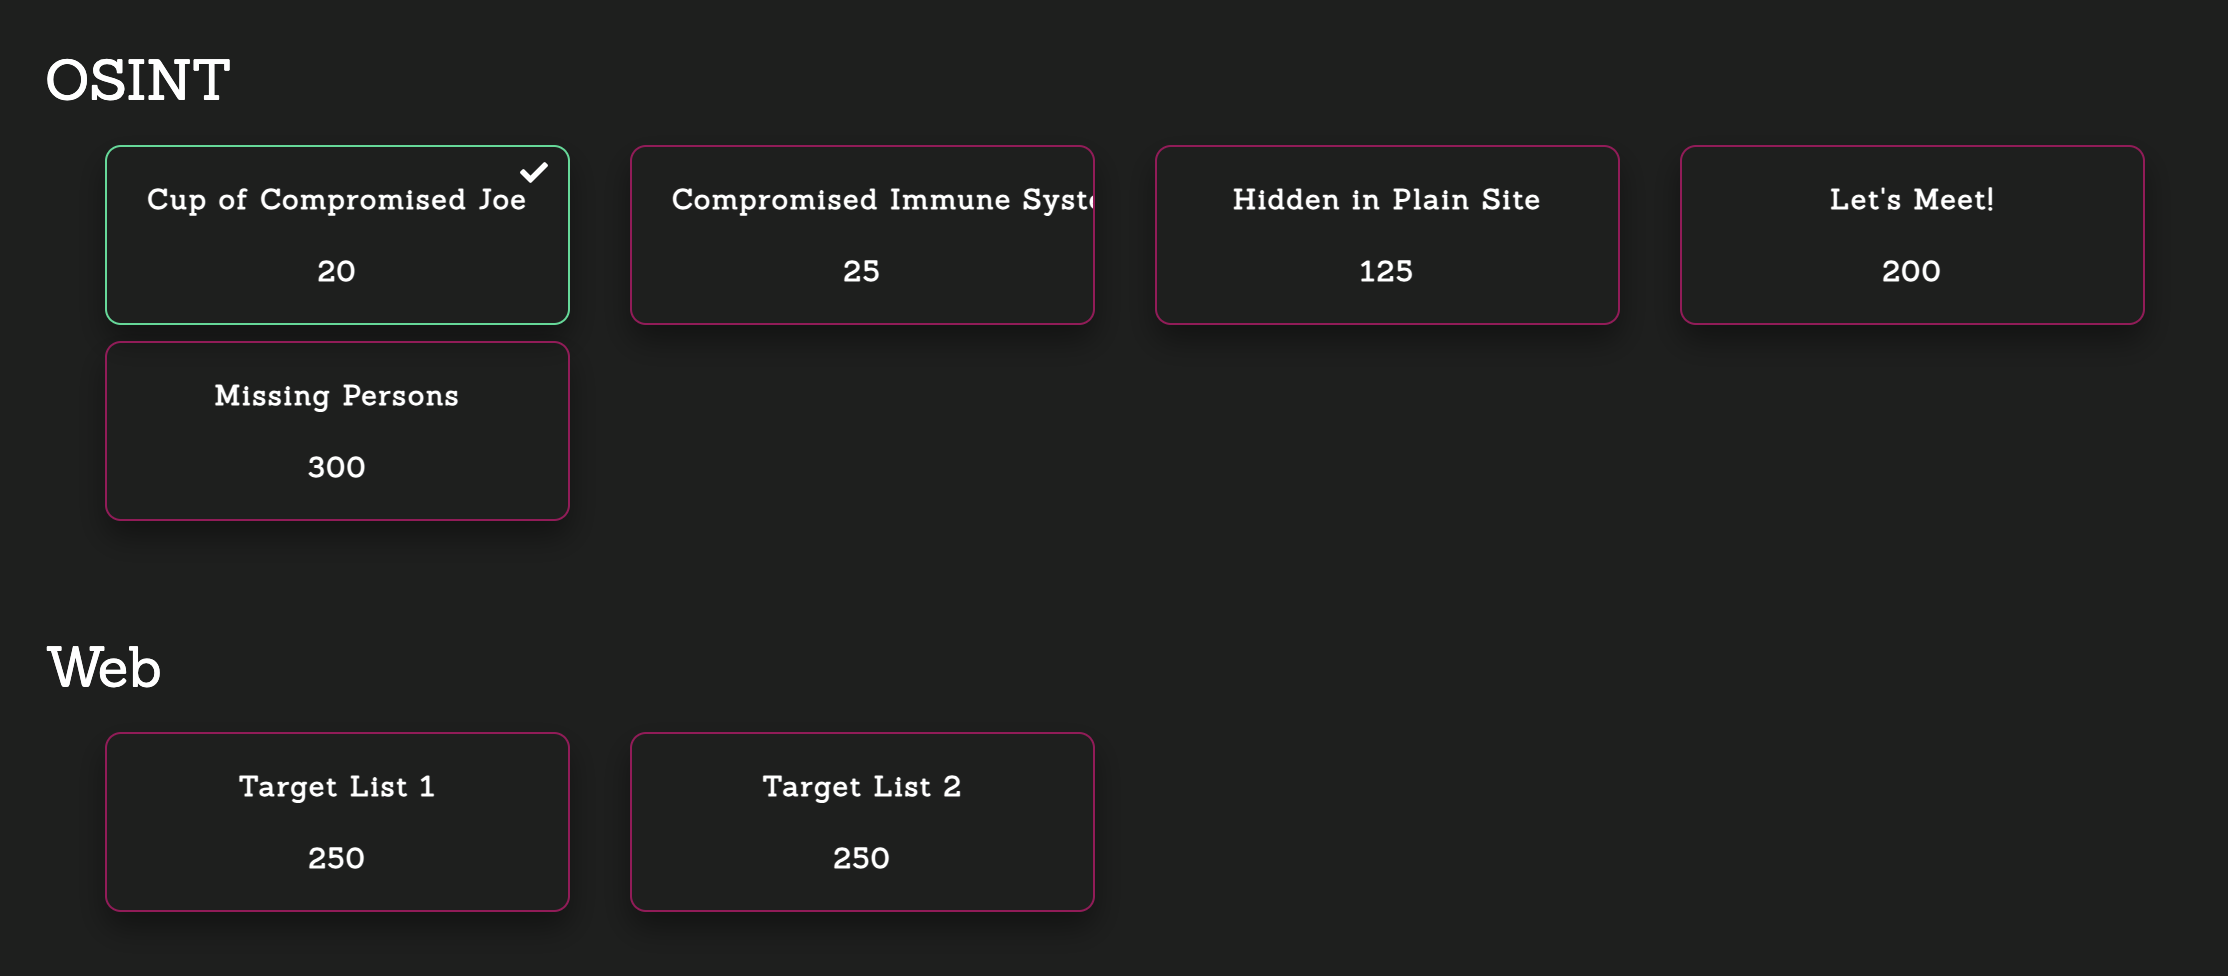 OSINT
Cup of Compromised Joe
20
Compromised Immune Syst
25
Hidden in Plain Site
125
Let's Meet!
200
Missing Persons
300
Web
Target List 1
250
Target List 2
250